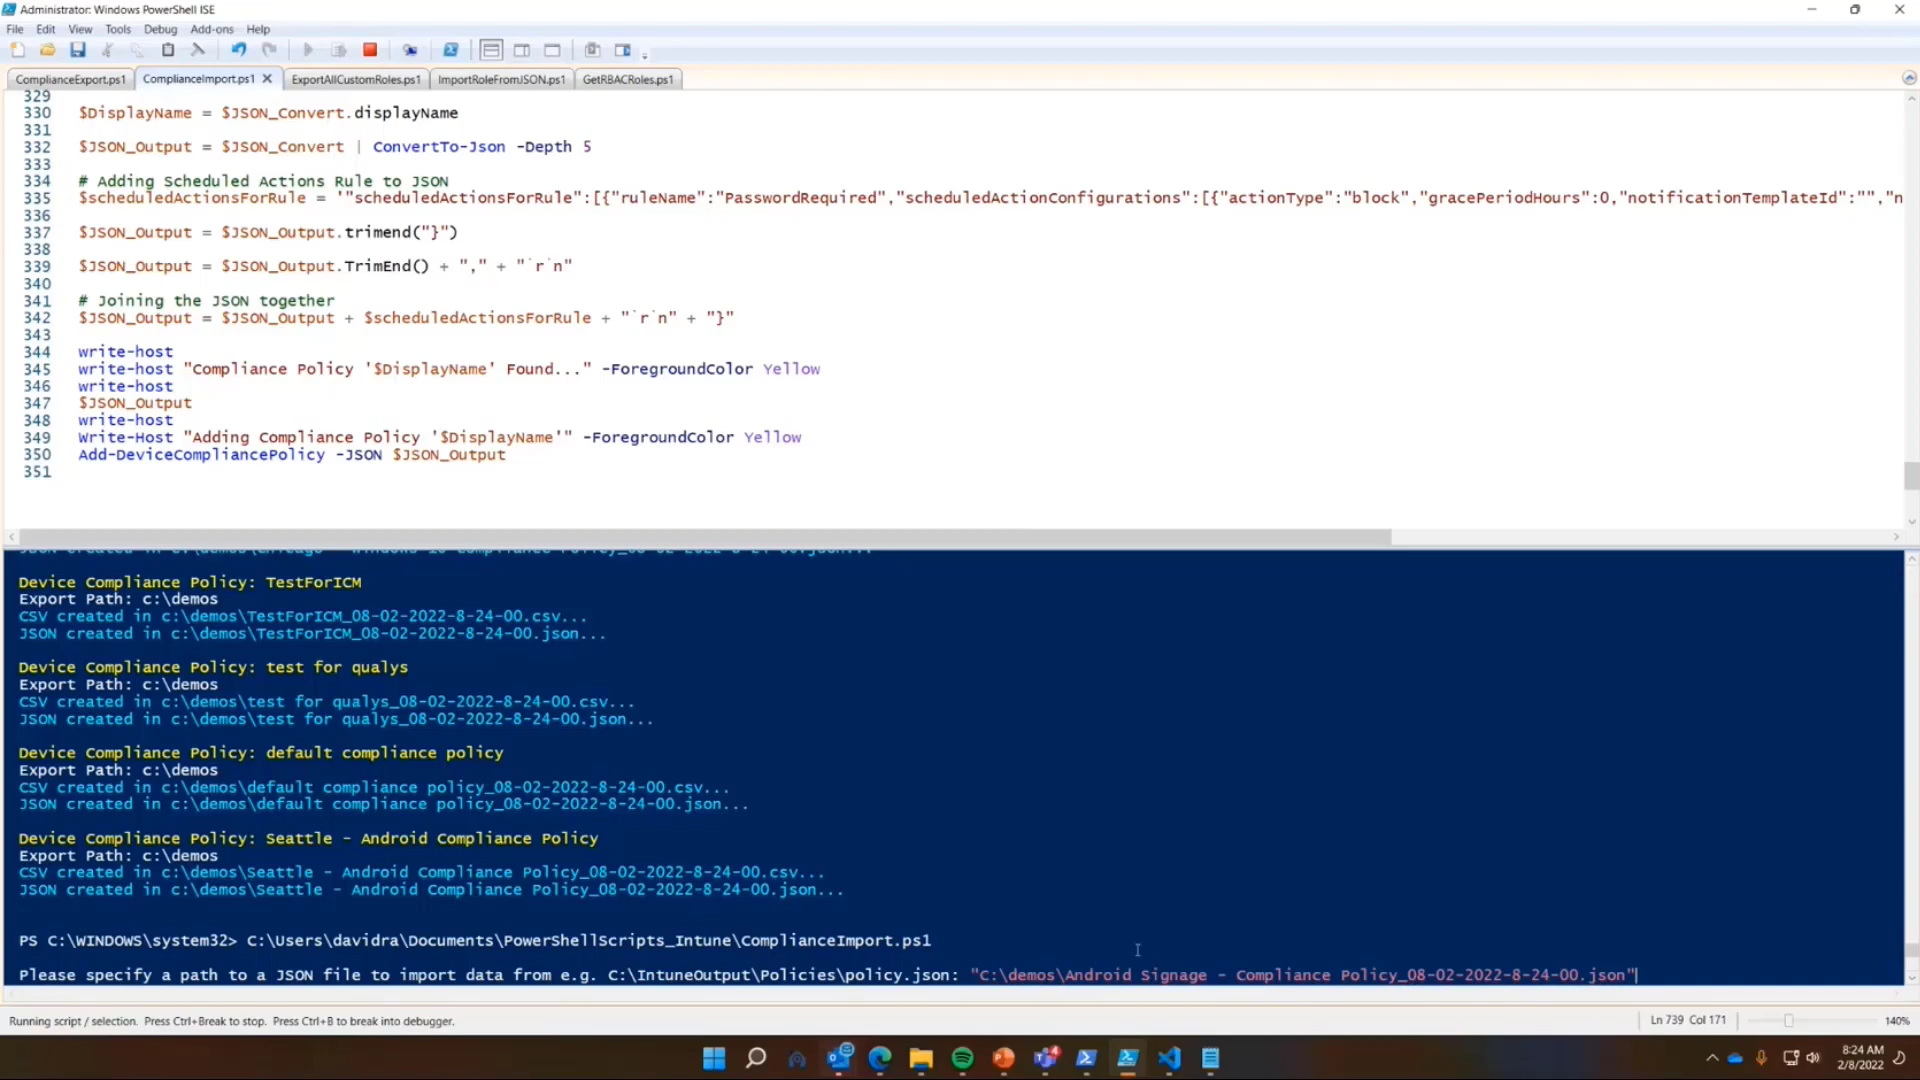 Administrator: Windows PowerShell ISE
File Edit View Tools Debug Add-ons Help
ComplianceExport.ps1 ComplianceImport.ps1 ExportAllCustomRoles.ps1 ImportRoleFromJSON.ps1 GetRBACRoles.ps1
329
330 $DisplayName = $JSON_Convert.displayName
331
332 $JSON_Output = $JSON_Convert | ConvertTo-Json -Depth 5
333
334 # Adding Scheduled Actions Rule to JSON
335 $scheduledActionsForRule = '"scheduledActionsForRule":[{"ruleName":"PasswordRequired","scheduledActionConfigurations":[{"actionType":"block","gracePeriodHours":0,"notificationTemplateId":"","n
336
337 $JSON_Output = $JSON_Output.trimend("}")
338
339 $JSON_Output = $JSON_Output.TrimEnd() + "," + "`r`n"
340
341 # Joining the JSON together
342 $JSON_Output = $JSON_Output + $scheduledActionsForRule + "`r`n" + "}"
343
344 write-host
345 write-host "Compliance Policy '$DisplayName' Found..." -ForegroundColor Yellow
346 write-host
347 $JSON_Output
348 write-host
349 Write-Host "Adding Compliance Policy '$DisplayName'" -ForegroundColor Yellow
350 Add-DeviceCompliancePolicy -JSON $JSON_Output
351
Device Compliance Policy: TestForICM
Export Path: c:\demos
CSV created in c:\demos\TestForICM_08-02-2022-8-24-00.csv...
JSON created in c:\demos\TestForICM_08-02-2022-8-24-00.json...
Device Compliance Policy: test for qualys
Export Path: c:\demos
CSV created in c:\demos\test for qualys_08-02-2022-8-24-00.csv...
JSON created in c:\demos\test for qualys_08-02-2022-8-24-00.json...
Device Compliance Policy: default compliance policy
Export Path: c:\demos
CSV created in c:\demos\default compliance policy_08-02-2022-8-24-00.csv...
JSON created in c:\demos\default compliance policy_08-02-2022-8-24-00.json...
Device Compliance Policy: Seattle - Android Compliance Policy
Export Path: c:\demos
CSV created in c:\demos\Seattle - Android Compliance Policy_08-02-2022-8-24-00.csv...
JSON created in c:\demos\Seattle - Android Compliance Policy_08-02-2022-8-24-00.json...
PS C:\WINDOWS\system32> C:\Users\davidra\Documents\PowerShellScripts_Intune\ComplianceImport.ps1
Please specify a path to a JSON file to import data from e.g. C:\IntuneOutput\Policies\policy.json: "C:\demos\Android Signage - Compliance Policy_08-02-2022-8-24-00.json"
Running script / selection. Press Ctrl+Break to stop. Press Ctrl+B to break into debugger.
Ln 739 Col 171
140%
8:24 AM
2/8/2022